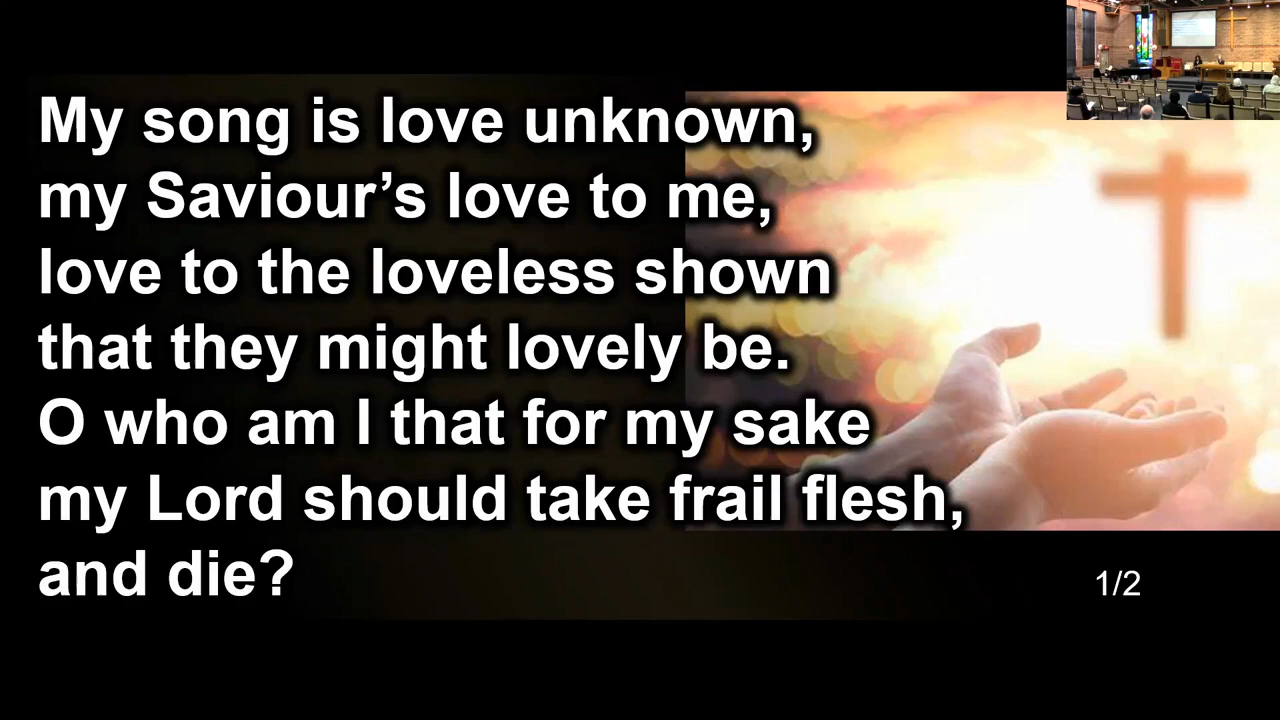 My song is love unknown,
my Saviour’s love to me,
love to the loveless shown
that they might lovely be.
O who am I that for my sake
my Lord should take frail flesh,
and die?
1/2